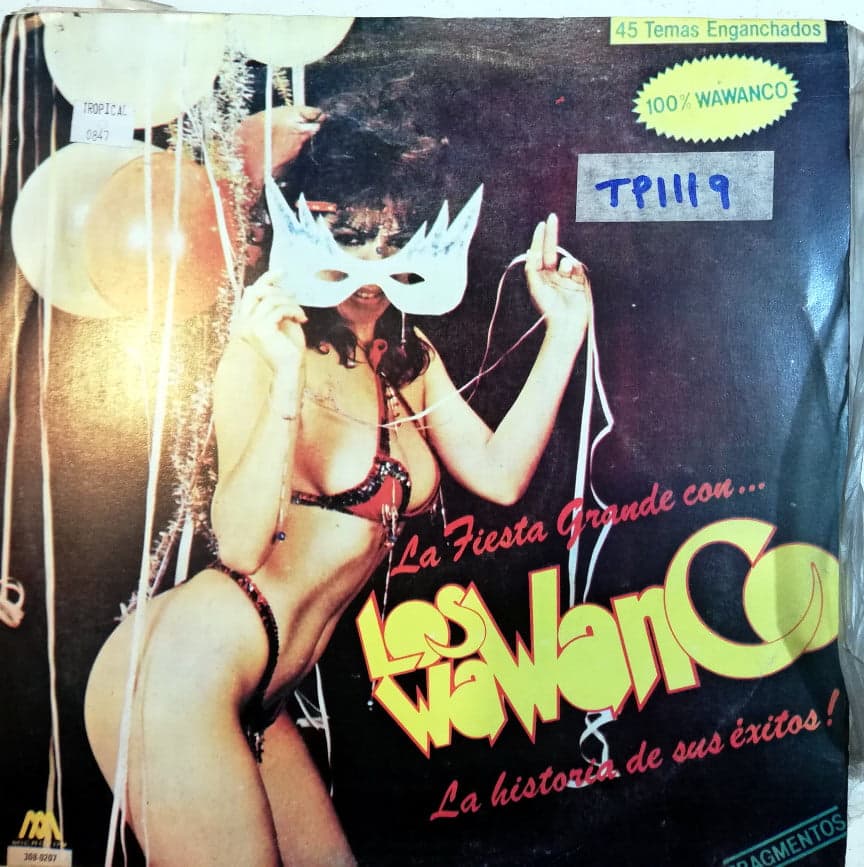 45 Temas Enganchados
100% WAWANCO
TROPICAL
0847
TP1119
La Fiesta Grande con...
Los
WaWanCo
La historia de sus éxitos!
MICROFON
308-0207
FRAGMENTOS